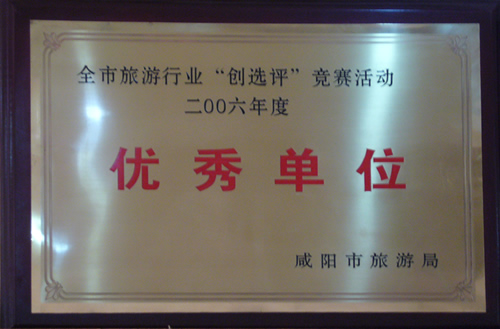 全市旅游行业“创选评”竞赛活动
二00六年度
优秀单位
咸阳市旅游局